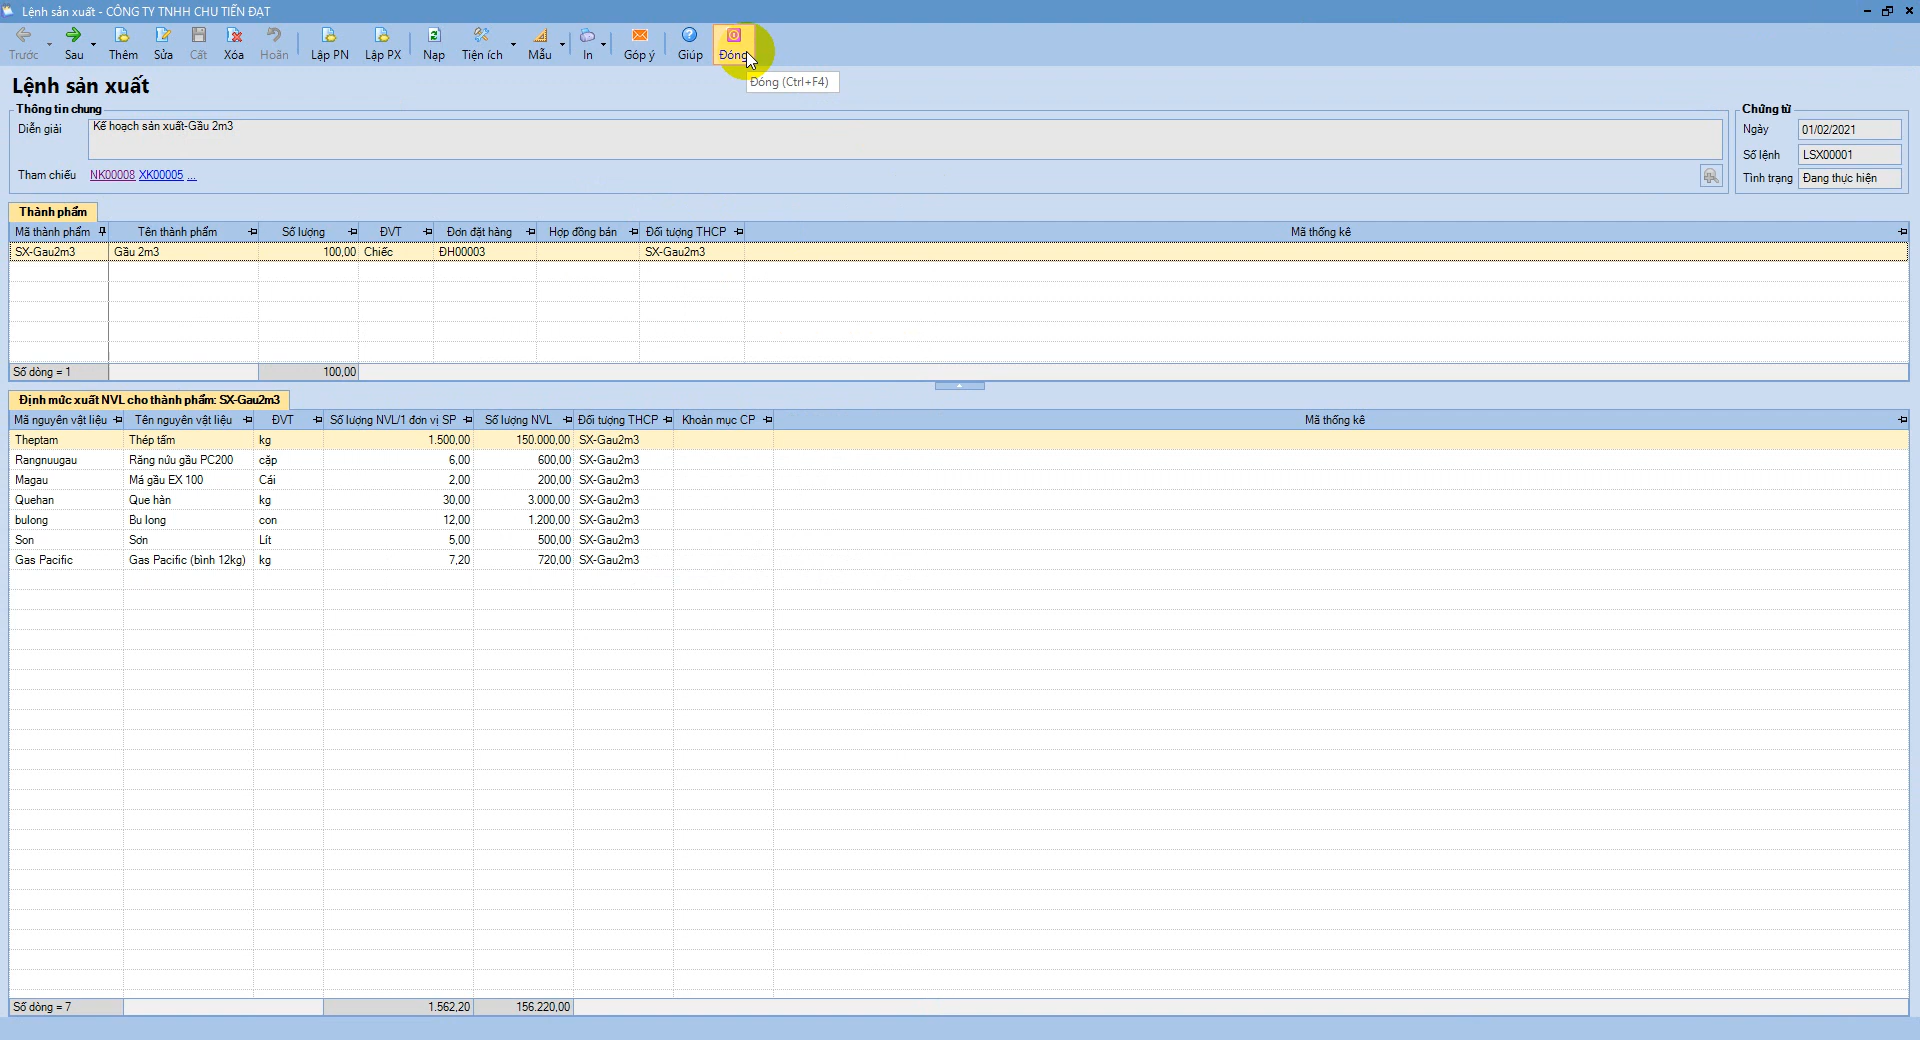 Lệnh sản xuất - CÔNG TY TNHH CHU TIẾN ĐẠT
Trước Sau Thêm Sửa Cất Xóa Hoãn Lập PN Lập PX Nạp Tiện ích Mẫu In Góp ý Giúp Đóng
Đóng (Ctrl+F4)
Lệnh sản xuất
Thông tin chung
Diễn giải Kế hoạch sản xuất-Gầu 2m3
Tham chiếu NK00008 XK00005 ...
Chứng từ
Ngày 01/02/2021
Số lệnh LSX00001
Tình trạng Đang thực hiện
Thành phẩm
Mã thành phẩm Tên thành phẩm Số lượng ĐVT Đơn đặt hàng Hợp đồng bán Đối tượng THCP Mã thống kê
SX-Gau2m3 Gầu 2m3 100,00 Chiếc ĐH00003 SX-Gau2m3
Số dòng = 1 100,00
Định mức xuất NVL cho thành phẩm: SX-Gau2m3
Mã nguyên vật liệu Tên nguyên vật liệu ĐVT Số lượng NVL/1 đơn vị SP Số lượng NVL Đối tượng THCP Khoản mục CP Mã thống kê
Theptam Thép tấm kg 1.500,00 150.000,00 SX-Gau2m3
Rangnuugau Răng nửu gầu PC200 cặp 6,00 600,00 SX-Gau2m3
Magau Má gầu EX 100 Cái 2,00 200,00 SX-Gau2m3
Quehan Que hàn kg 30,00 3.000,00 SX-Gau2m3
bulong Bu long con 12,00 1.200,00 SX-Gau2m3
Son Sơn Lít 5,00 500,00 SX-Gau2m3
Gas Pacific Gas Pacific (bình 12kg) kg 7,20 720,00 SX-Gau2m3
Số dòng = 7 1.562,20 156.220,00